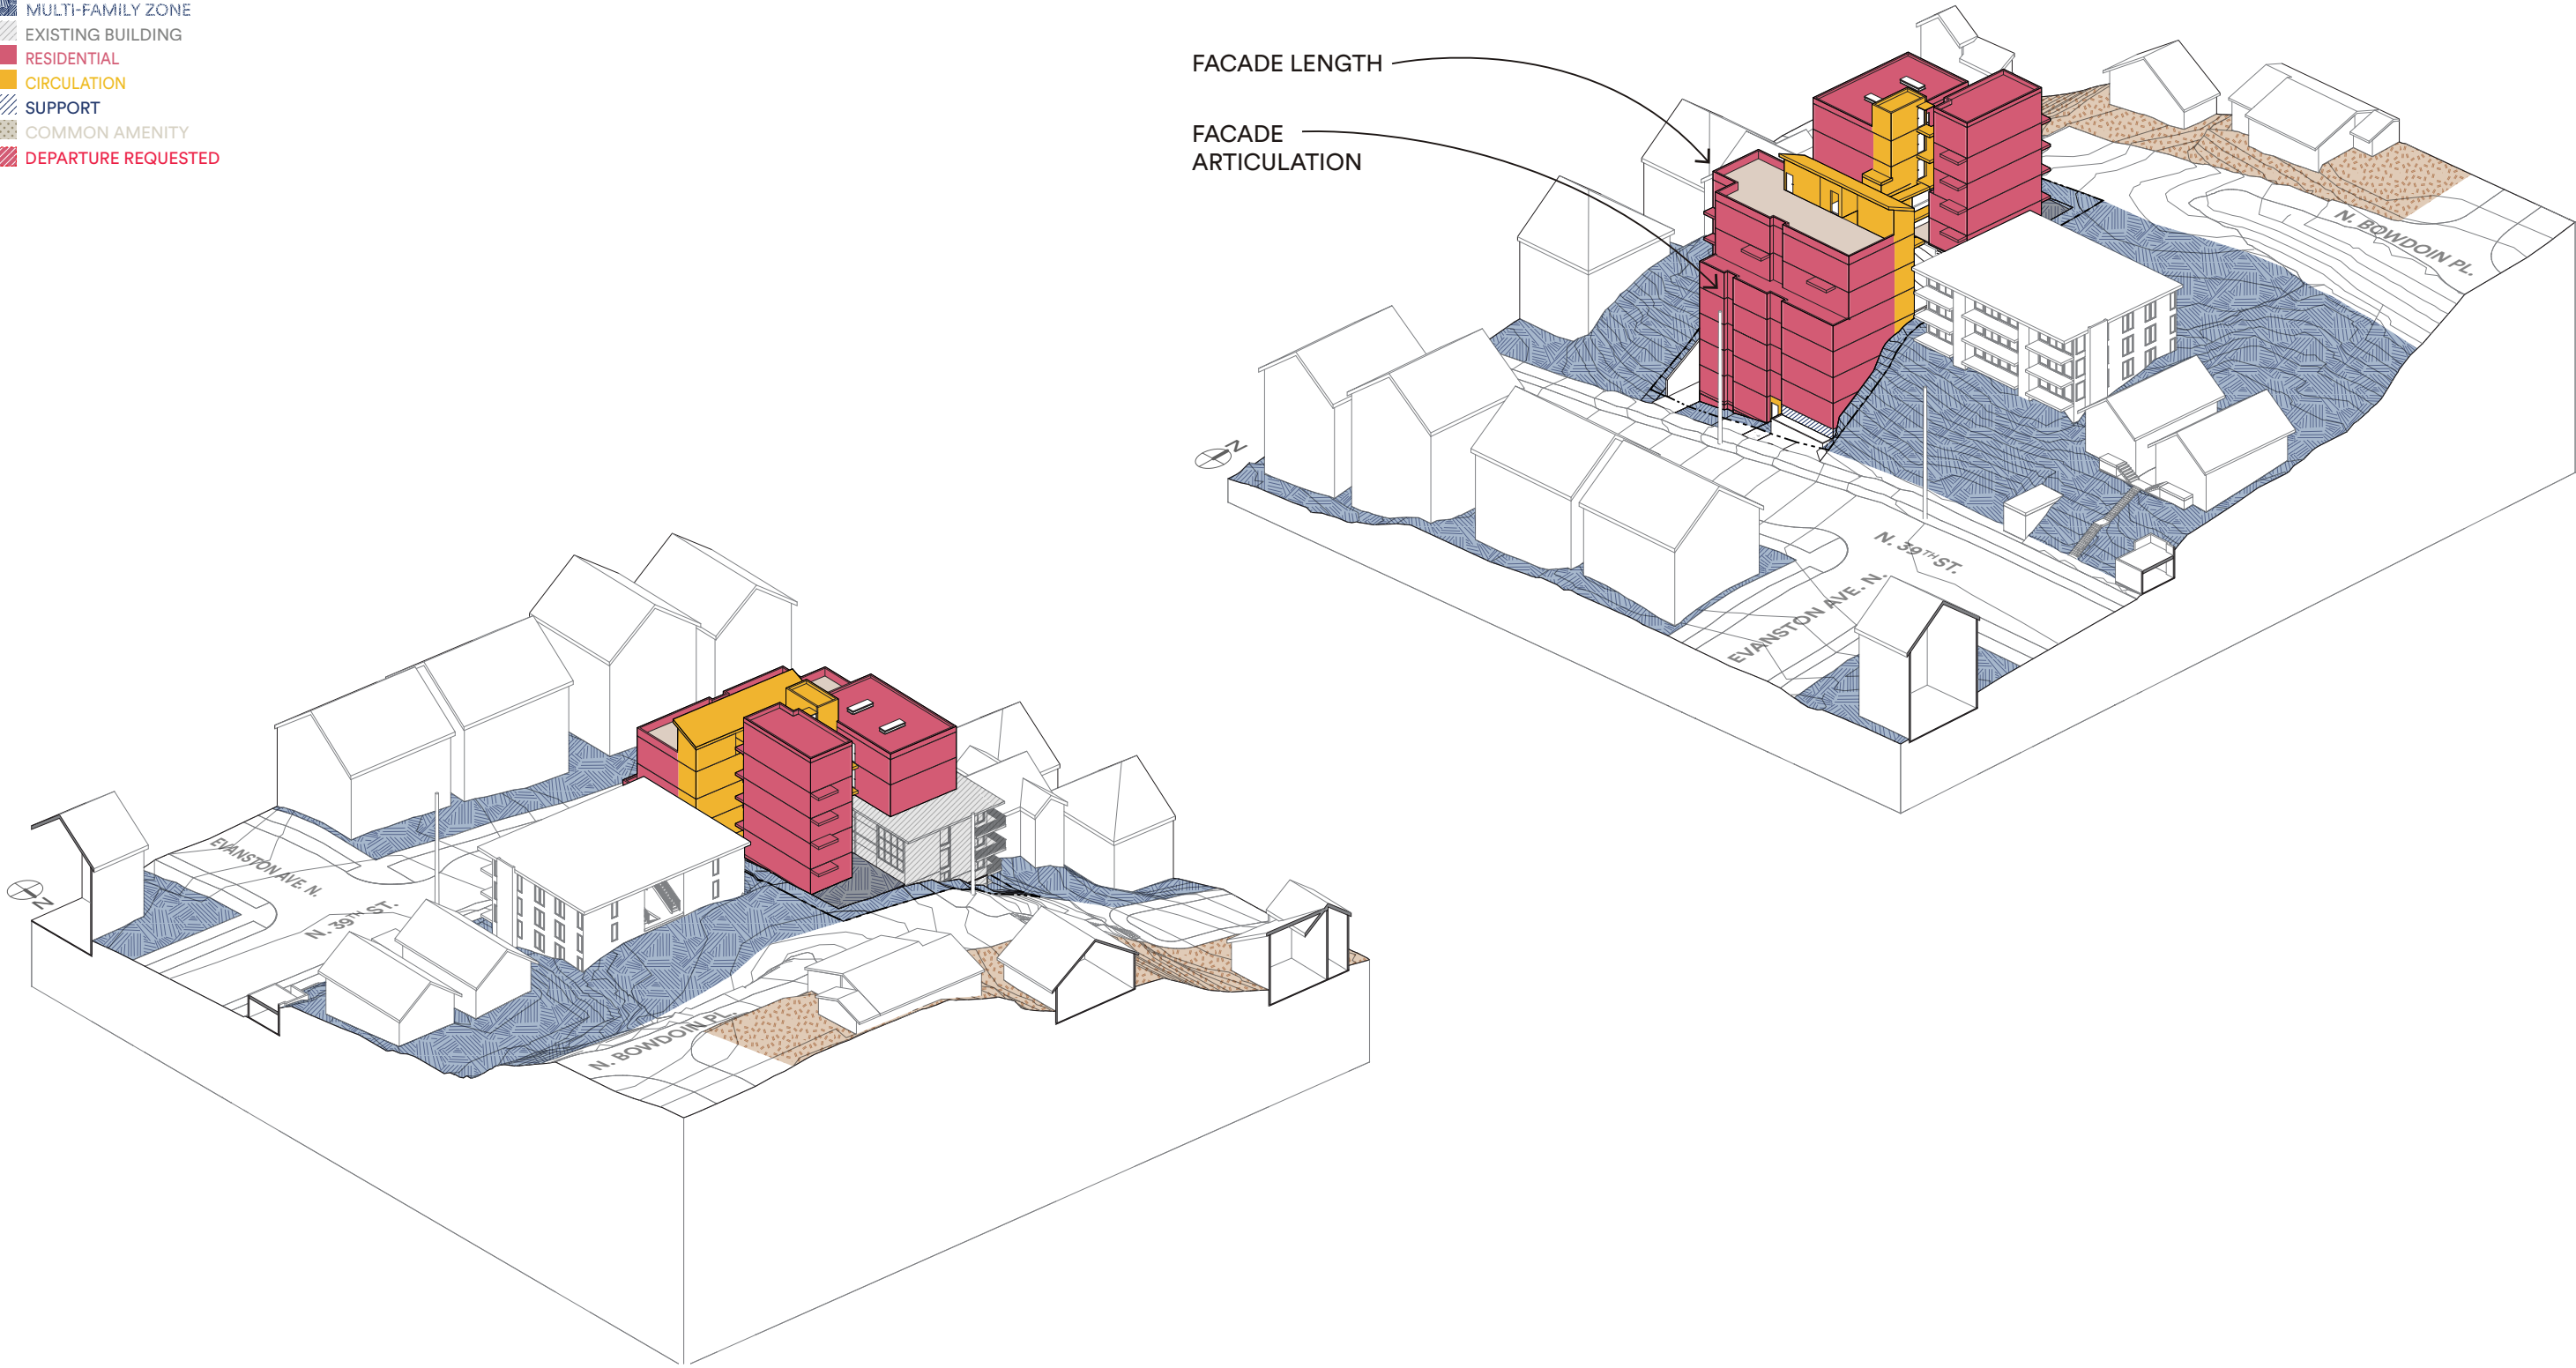 MULTI-FAMILY ZONE
EXISTING BUILDING
RESIDENTIAL
CIRCULATION
SUPPORT
COMMON AMENITY
DEPARTURE REQUESTED
FACADE LENGTH
FACADE
ARTICULATION
N. BOWDOIN PL.
N
N. 39TH ST.
EVANSTON AVE. N.
EVANSTON AVE. N.
N
N. 39TH ST.
N. BOWDOIN PL.